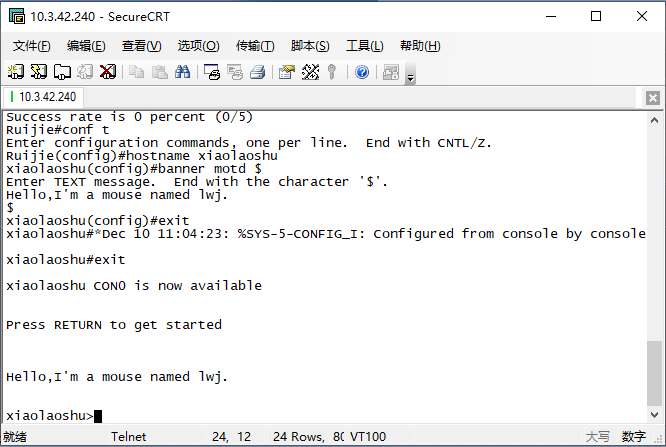 10.3.42.240 - SecureCRT
文件(F) 编辑(E) 查看(V) 选项(O) 传输(T) 脚本(S) 工具(L) 帮助(H)
10.3.42.240
Success rate is 0 percent (0/5)
Ruijie#conf t
Enter configuration commands, one per line.  End with CNTL/Z.
Ruijie(config)#hostname xiaolaoshu
xiaolaoshu(config)#banner motd $
Enter TEXT message.  End with the character '$'.
Hello,I'm a mouse named lwj.
$
xiaolaoshu(config)#exit
xiaolaoshu#*Dec 10 11:04:23: %SYS-5-CONFIG_I: Configured from console by console
xiaolaoshu#exit
xiaolaoshu CON0 is now available
Press RETURN to get started
Hello,I'm a mouse named lwj.
xiaolaoshu>
就绪 Telnet 24, 12 24 Rows, 80 VT100 大写 数字